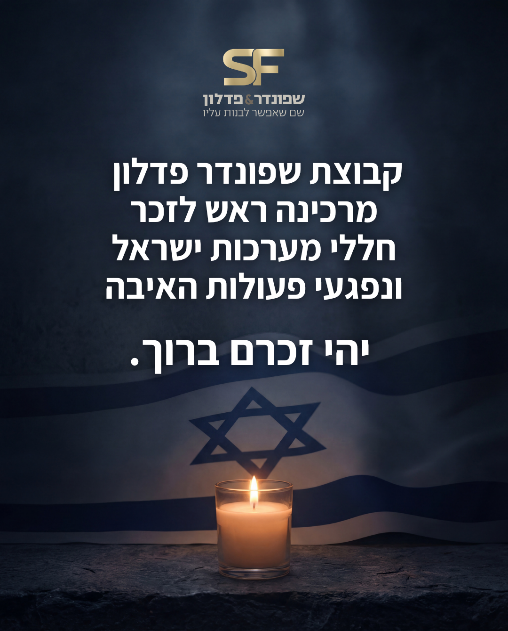 SF
שפונדר&פדלון
שם שאפשר לבנות עליו
קבוצת שפונדר פדלון
מרכינה ראש לזכר
חללי מערכות ישראל
ונפגעי פעולות האיבה
יהי זכרם ברוך.